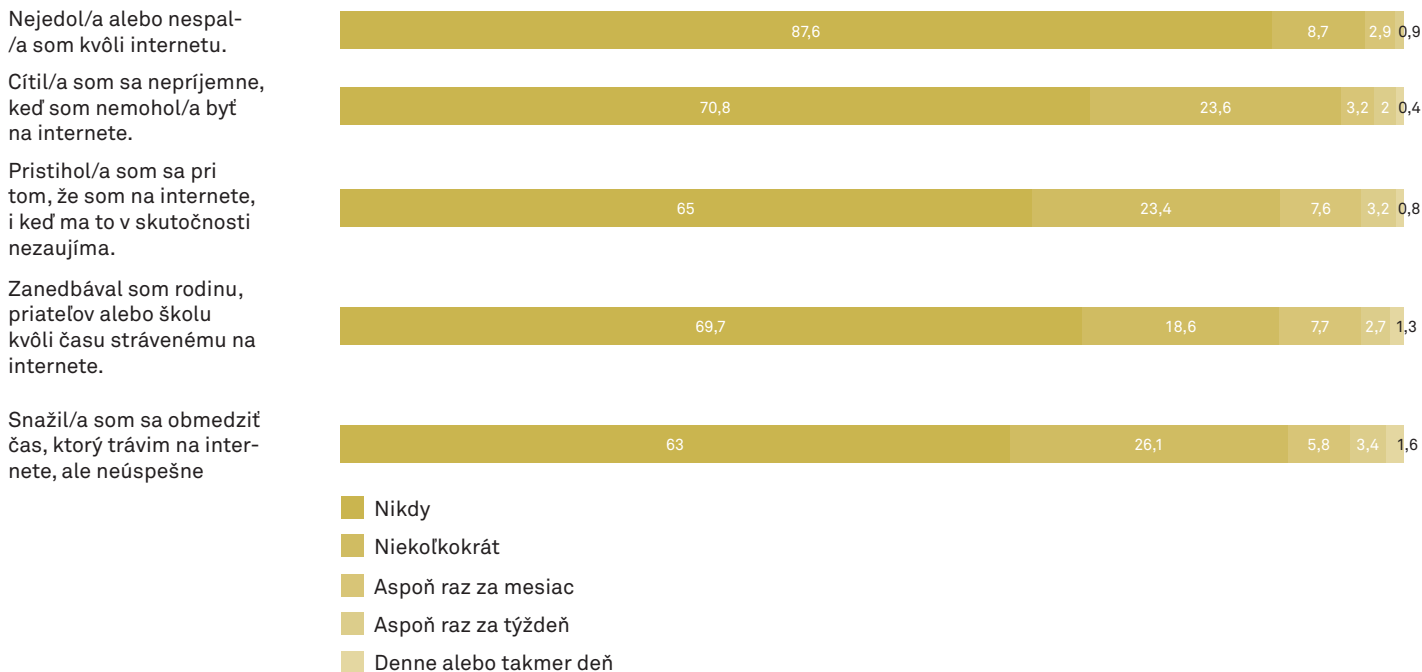 Nejedol/a alebo nespal-
/a som kvôli internetu.
87,6 8,7 2,9 0,9
Cítil/a som sa nepríjemne,
keď som nemohol/a byť
na internete.
70,8 23,6 3,2 2 0,4
Pristihol/a som sa pri
tom, že som na internete,
i keď ma to v skutočnosti
nezaujíma.
65 23,4 7,6 3,2 0,8
Zanedbával som rodinu,
priateľov alebo školu
kvôli času strávenému na
internete.
69,7 18,6 7,7 2,7 1,3
Snažil/a som sa obmedziť
čas, ktorý trávim na inter-
nete, ale neúspešne
63 26,1 5,8 3,4 1,6
Nikdy
Niekoľkokrát
Aspoň raz za mesiac
Aspoň raz za týždeň
Denne alebo takmer deň